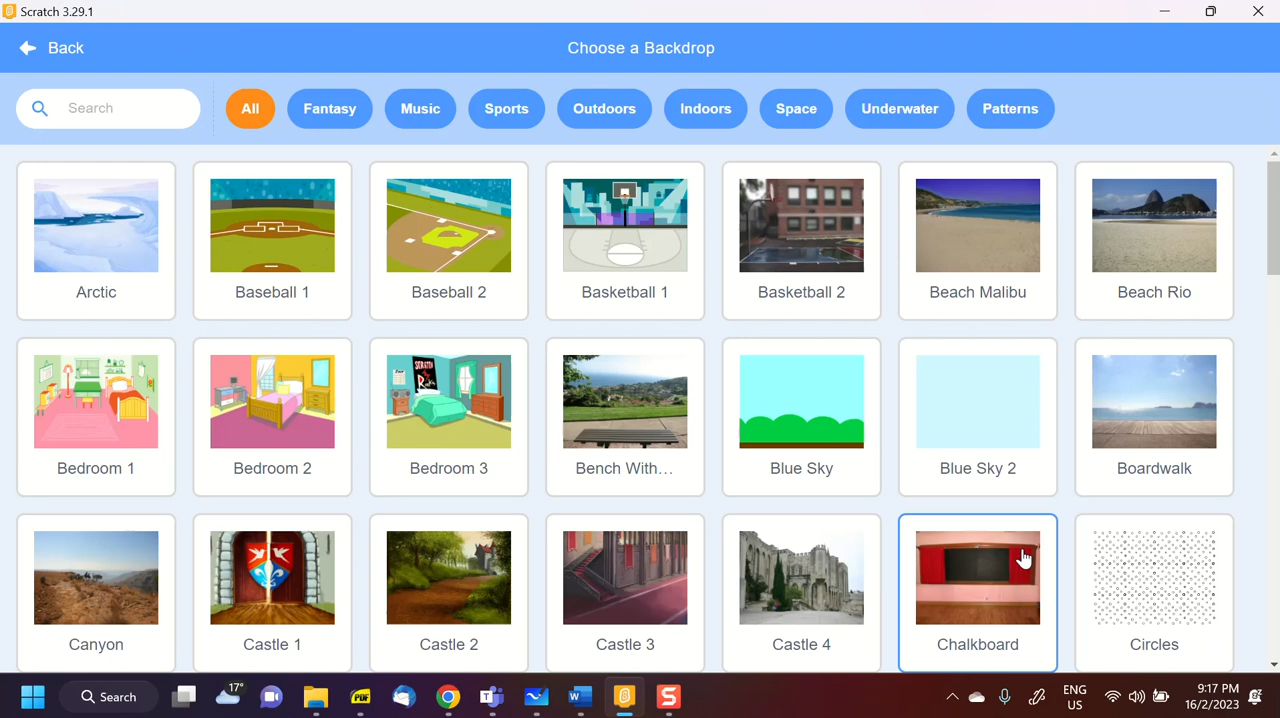 Scratch 3.29.1
Back
Choose a Backdrop
Search
All
Fantasy
Music
Sports
Outdoors
Indoors
Space
Underwater
Patterns
Arctic
Baseball 1
Baseball 2
Basketball 1
Basketball 2
Beach Malibu
Beach Rio
SCRATCH
Bedroom 1
Bedroom 2
Bedroom 3
Bench With...
Blue Sky
Blue Sky 2
Boardwalk
Canyon
Castle 1
Castle 2
Castle 3
Castle 4
Chalkboard
Circles
Search
17°
PDF
ENG
US
9:17 PM
16/2/2023